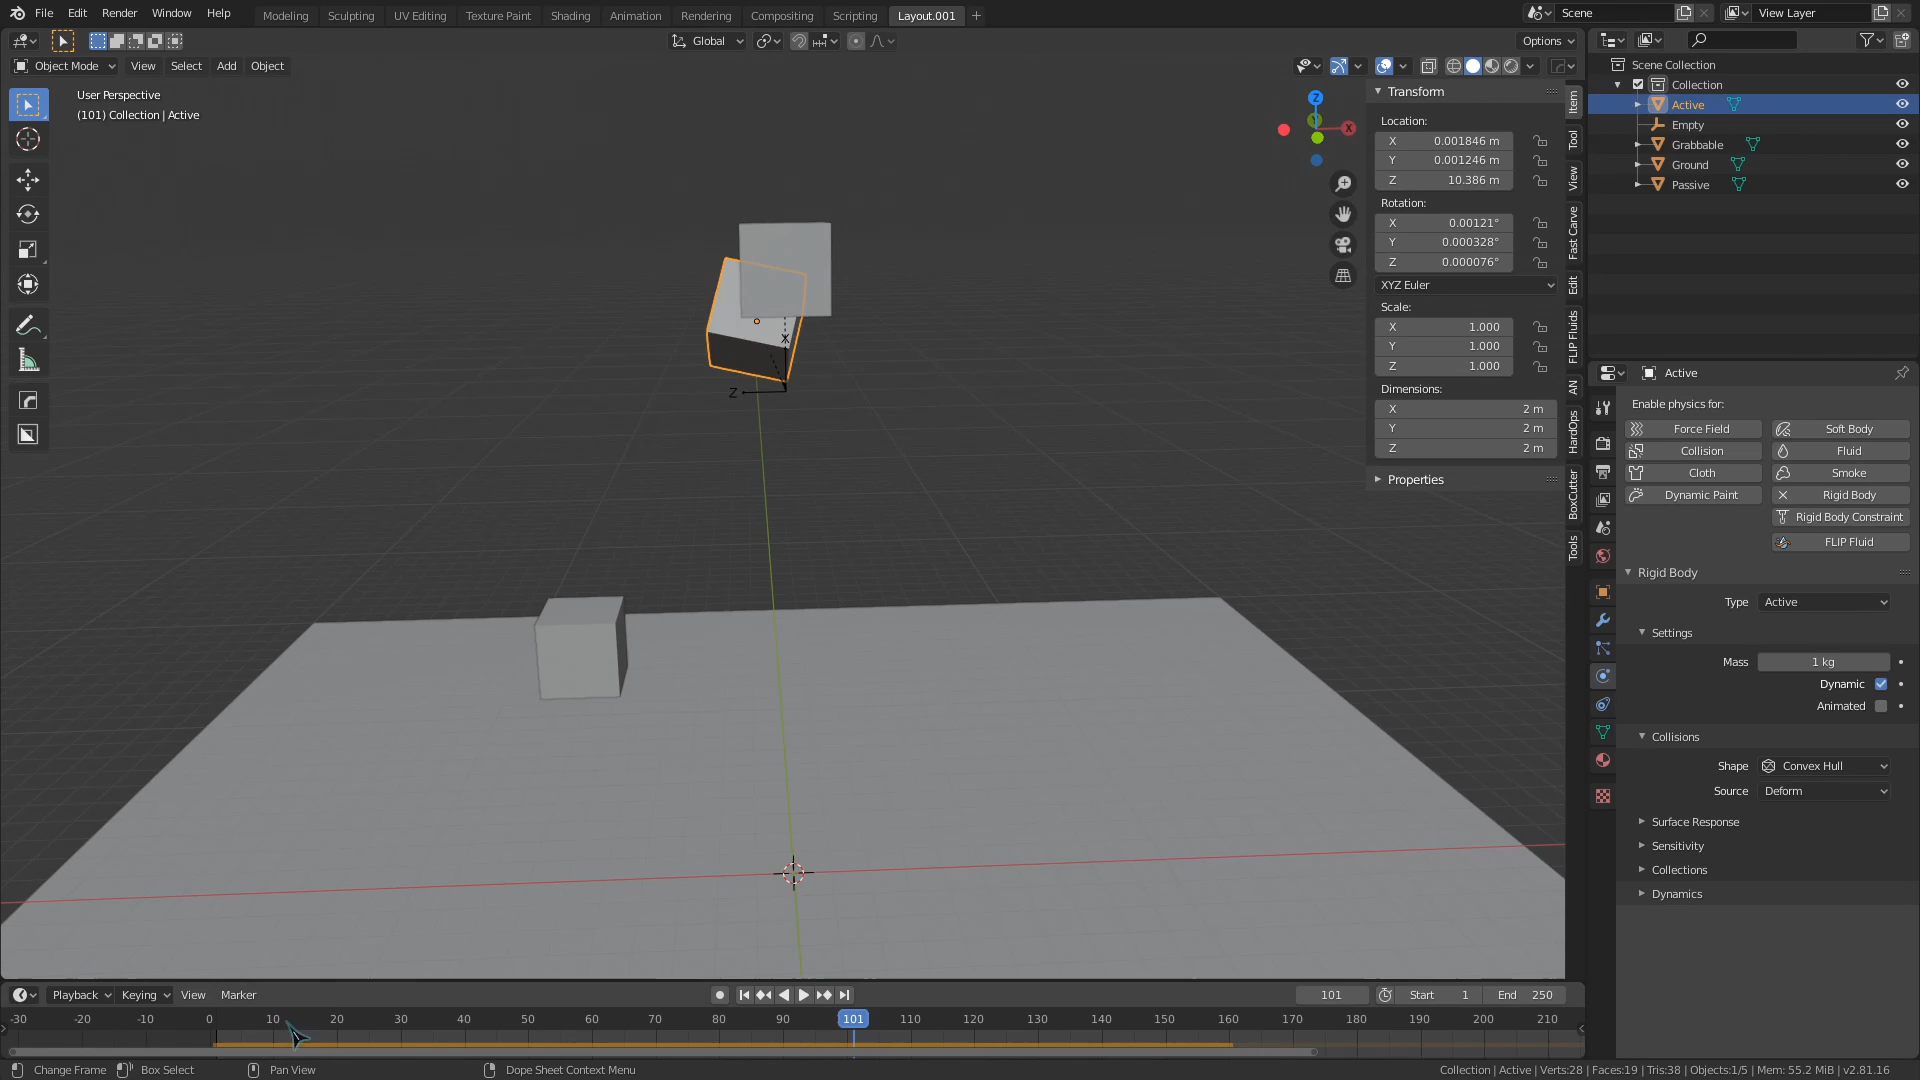 File Edit Render Window Help Modeling Sculpting UV Editing Texture Paint Shading Animation Rendering Compositing Scripting Layout.001 + Scene View Layer
Global Options
Object Mode View Select Add Object
User Perspective
(101) Collection | Active
Z
X
X
Z
Transform
Location:
X 0.001846 m
Y 0.001246 m
Z 10.386 m
Rotation:
X 0.00121°
Y 0.000328°
Z 0.000076°
XYZ Euler
Scale:
X 1.000
Y 1.000
Z 1.000
Dimensions:
X 2 m
Y 2 m
Z 2 m
Properties
Item
Tool
View
Fast Carve
Edit
FLIP Fluids
AN
HardOps
BoxCutter
Tools
Scene Collection
Collection
Active
Empty
Grabbable
Ground
Passive
Active
Enable physics for:
Force Field Soft Body
Collision Fluid
Cloth Smoke
Dynamic Paint Rigid Body
Rigid Body Constraint
FLIP Fluid
Rigid Body
Type Active
Settings
Mass 1 kg
Dynamic
Animated
Collisions
Shape Convex Hull
Source Deform
Surface Response
Sensitivity
Collections
Dynamics
Playback Keying View Marker 101 Start 1 End 250
-30 -20 -10 0 10 20 30 40 50 60 70 80 90 101 110 120 130 140 150 160 170 180 190 200 210
Change Frame Box Select Pan View Dope Sheet Context Menu Collection | Active | Verts:28 | Faces:19 | Tris:38 | Objects:1/5 | Mem: 55.2 MiB | v2.81.16